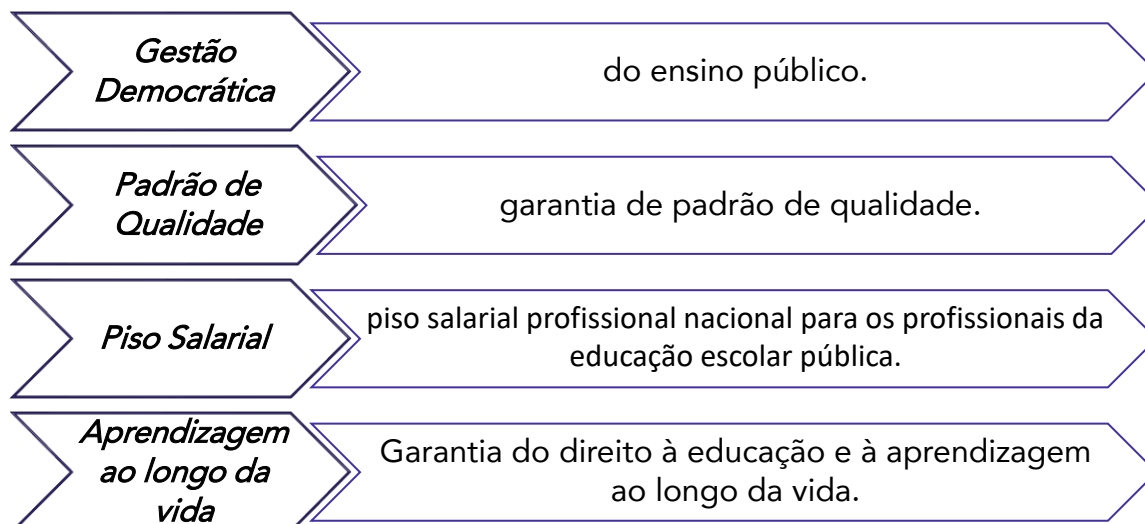 Gestão
Democrática
do ensino público.
Padrão de
Qualidade
garantia de padrão de qualidade.
Piso Salarial
piso salarial profissional nacional para os profissionais da
educação escolar pública.
Aprendizagem
ao longo da
vida
Garantia do direito à educação e à aprendizagem
ao longo da vida.